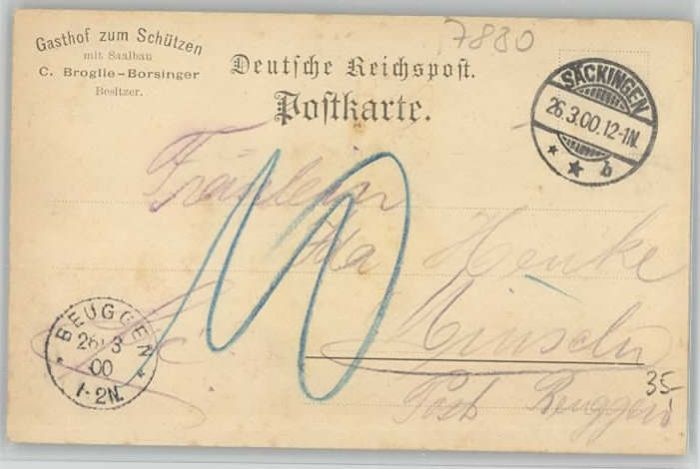 7880
Gasthof zum Schützen
mit Saalbau
C. Broglie-Borsinger
Besitzer.
Deutsche Reichspost.
Postkarte.
SÄCKINGEN
26.3.00.12-1N.
* * b
Fräulein
Ida Henke
Minseln
Post Beuggen
10
BEUGGEN
26 3
00
1-2N.
35-